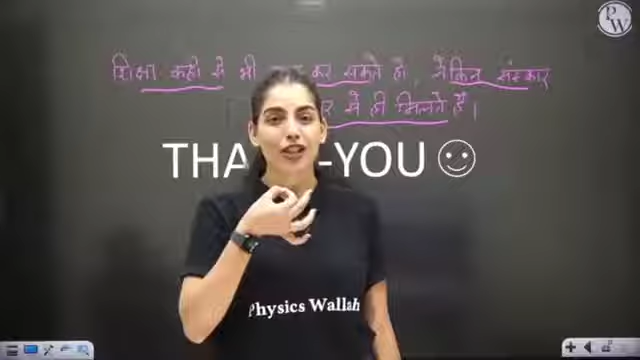 शिक्षा कहीं से भी कर सकते हो, लेकिन संस्कार
से ही मिलते हैं।
THA -YOU
Physics Wallah
PW